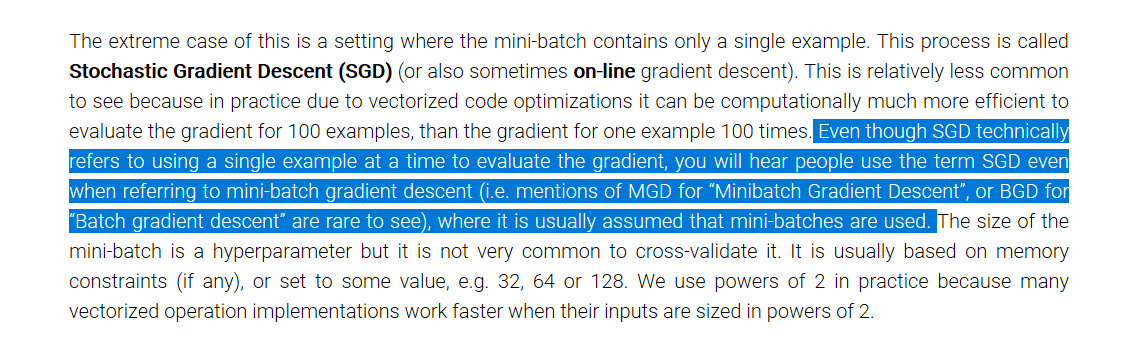 The extreme case of this is a setting where the mini-batch contains only a single example. This process is called
Stochastic Gradient Descent (SGD) (or also sometimes on-line gradient descent). This is relatively less common
to see because in practice due to vectorized code optimizations it can be computationally much more efficient to
evaluate the gradient for 100 examples, than the gradient for one example 100 times. Even though SGD technically
refers to using a single example at a time to evaluate the gradient, you will hear people use the term SGD even
when referring to mini-batch gradient descent (i.e. mentions of MGD for “Minibatch Gradient Descent”, or BGD for
“Batch gradient descent” are rare to see), where it is usually assumed that mini-batches are used. The size of the
mini-batch is a hyperparameter but it is not very common to cross-validate it. It is usually based on memory
constraints (if any), or set to some value, e.g. 32, 64 or 128. We use powers of 2 in practice because many
vectorized operation implementations work faster when their inputs are sized in powers of 2.